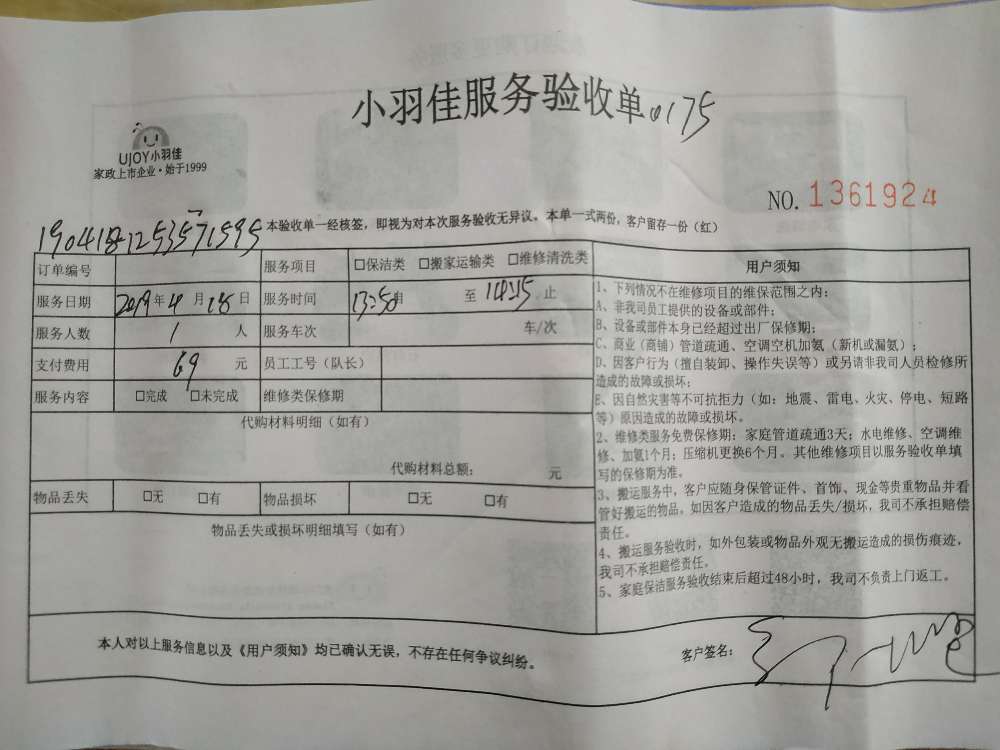 小羽佳服务验收单0175
UJOY小羽佳
家政上市企业·始于1999
NO. 1361924
1904181253571595 本验收单一经核签，即视为对本次服务验收无异议。本单一式两份，客户留存一份（红）
订单编号 服务项目 □保洁类 □搬家运输类 □维修清洗类
服务日期 2019年 4 月 18 日 服务时间 13:50 至 14:15 止
服务人数 1 人 服务车次 车/次
支付费用 69 元 员工工号（队长）
服务内容 □完成 □未完成 维修类保修期
代购材料明细（如有）
代购材料总额： 元
物品丢失 □无 □有 物品损坏 □无 □有
物品丢失或损坏明细填写（如有）
用户须知
1、下列情况不在维修项目的维保范围之内：
A、非我司员工提供的设备或部件；
B、设备或部件本身已经超过出厂保修期；
C、商业（商铺）管道疏通、空调空机加氨（新机或漏氨）；
D、因客户行为（擅自装卸、操作失误等）或另请非我司人员检修所
造成的故障或损坏；
E、因自然灾害等不可抗拒力（如：地震、雷电、火灾、停电、短路
等）原因造成的故障或损坏。
2、维修类服务免费保修期：家庭管道疏通3天；水电维修、空调维
修、加氨1个月；压缩机更换6个月。其他维修项目以服务验收单填
写的保修期为准。
3、搬运服务中，客户应随身保管证件、首饰、现金等贵重物品并看
管好搬运的物品。如因客户造成的物品丢失/损坏，我司不承担赔偿
责任。
4、搬运服务验收时，如外包装或物品外观无搬运造成的损伤痕迹，
我司不承担赔偿责任。
5、家庭保洁服务验收结束后超过48小时，我司不负责上门返工。
本人对以上服务信息以及《用户须知》均已确认无误，不存在任何争议纠纷。
客户签名：